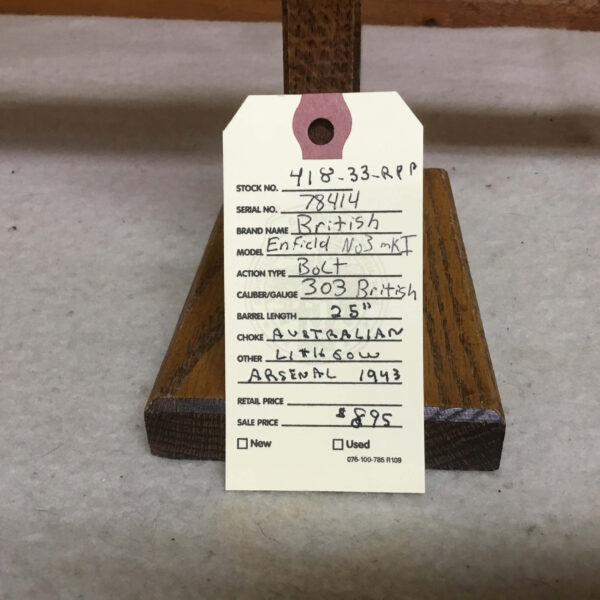 STOCK NO. 418-33-RPP
SERIAL NO. 78414
BRAND NAME British
MODEL Enfield No3 mKI
ACTION TYPE Bolt
CALIBER/GAUGE 303 British
BARREL LENGTH 25"
CHOKE AUSTRALIAN
OTHER LitHGOW
ARSENAL 1943
RETAIL PRICE
SALE PRICE $895
New Used
076-100-785 R109